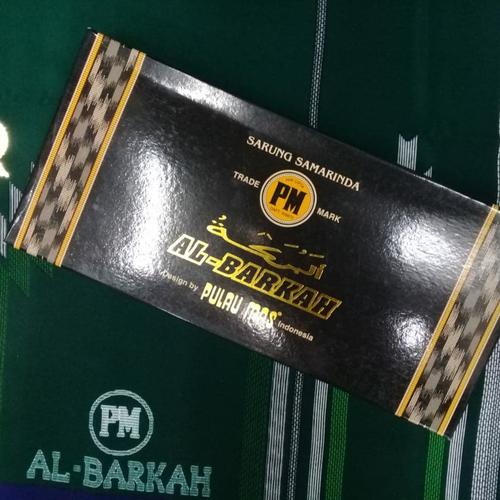 SARUNG SAMARINDA
TRADE PM MARK
البركة
AL-BARKAH
Design by PULAU MAS Indonesia
PM
AL-BARKAH